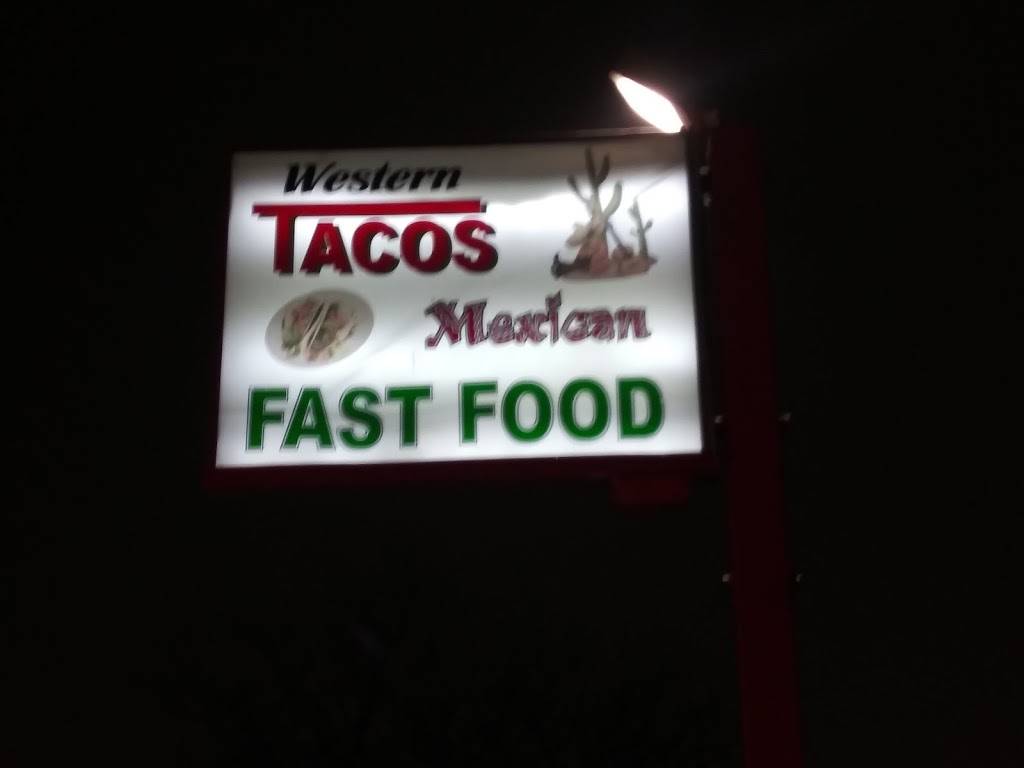 Western
TACOS
Mexican
FAST FOOD